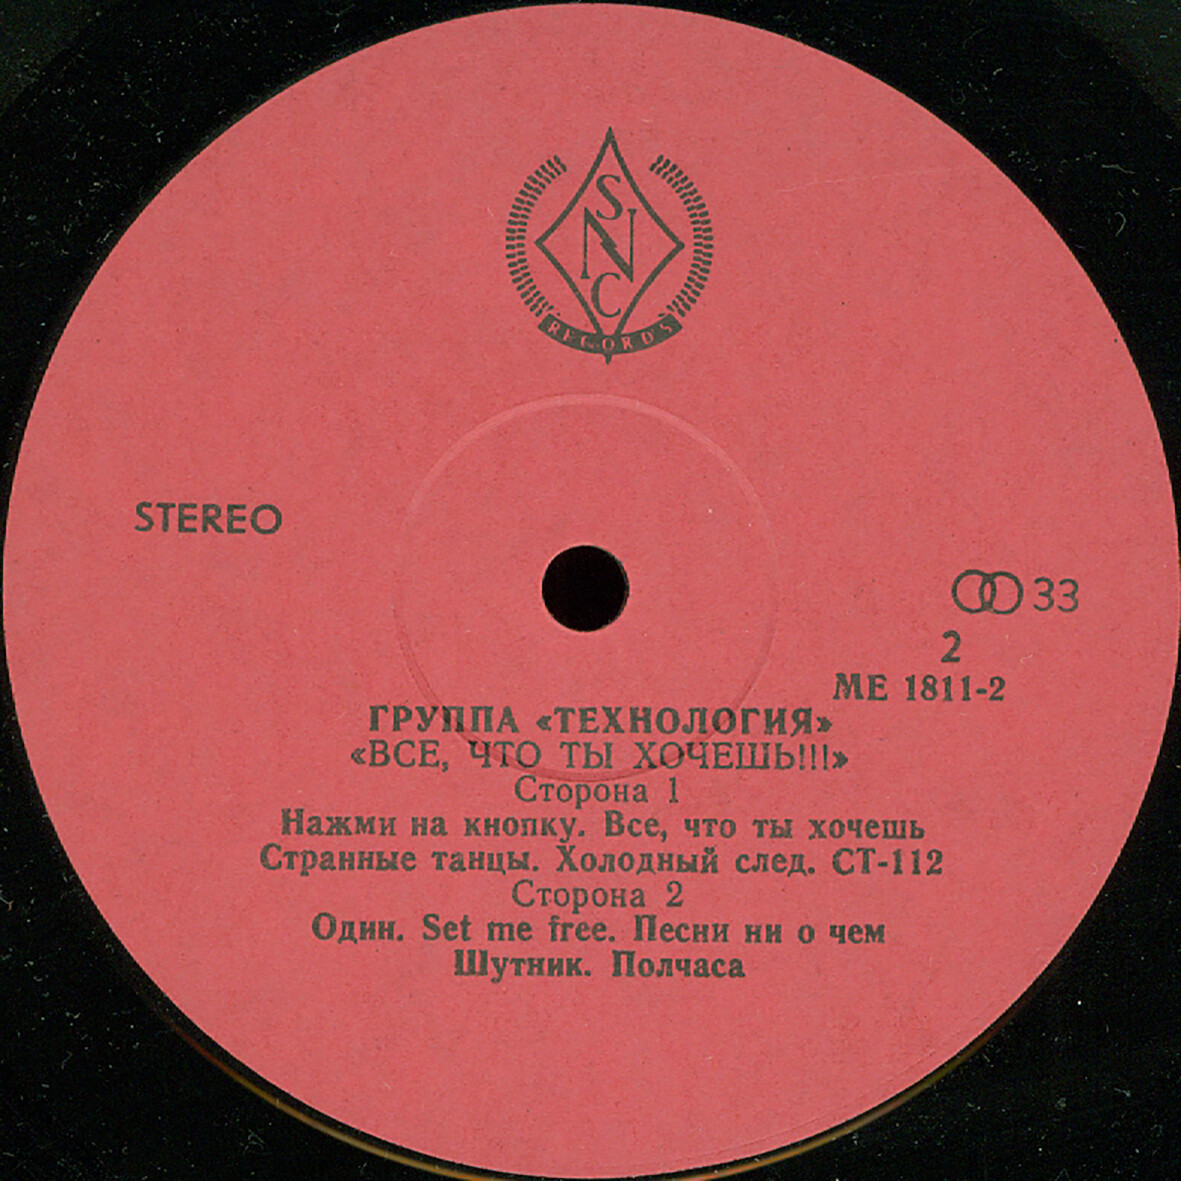 S
N
C
RECORDS
STEREO
33
2
МЕ 1811-2
ГРУППА «ТЕХНОЛОГИЯ»
«ВСЕ, ЧТО ТЫ ХОЧЕШЬ!!!»
Сторона 1
Нажми на кнопку. Все, что ты хочешь
Странные танцы. Холодный след. СТ-112
Сторона 2
Один. Set me free. Песни ни о чем
Шутник. Полчаса